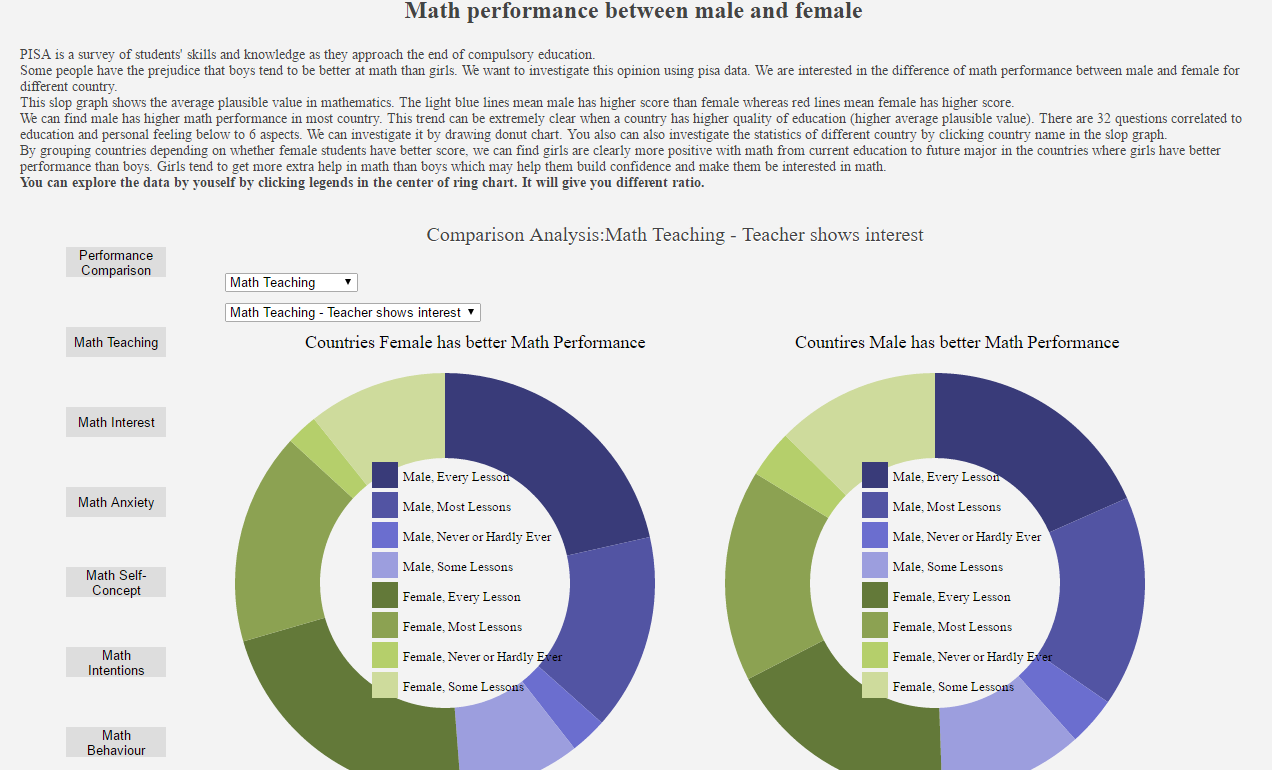 Math performance between male and female
PISA is a survey of students' skills and knowledge as they approach the end of compulsory education.
Some people have the prejudice that boys tend to be better at math than girls. We want to investigate this opinion using pisa data. We are interested in the difference of math performance between male and female for
different country.
This slop graph shows the average plausible value in mathematics. The light blue lines mean male has higher score than female whereas red lines mean female has higher score.
We can find male has higher math performance in most country. This trend can be extremely clear when a country has higher quality of education (higher average plausible value). There are 32 questions correlated to
education and personal feeling below to 6 aspects. We can investigate it by drawing donut chart. You also can also investigate the statistics of different country by clicking country name in the slop graph.
By grouping countries depending on whether female students have better score, we can find girls are clearly more positive with math from current education to future major in the countries where girls have better
performance than boys. Girls tend to get more extra help in math than boys which may help them build confidence and make them be interested in math.
You can explore the data by youself by clicking legends in the center of ring chart. It will give you different ratio.
Comparison Analysis:Math Teaching - Teacher shows interest
Performance
Comparison
Math Teaching
Math Interest
Math Anxiety
Math Self-
Concept
Math
Intentions
Math
Behaviour
Math Teaching
Math Teaching - Teacher shows interest
Countries Female has better Math Performance
Male, Every Lesson
Male, Most Lessons
Male, Never or Hardly Ever
Male, Some Lessons
Female, Every Lesson
Female, Most Lessons
Female, Never or Hardly Ever
Female, Some Lessons
Countires Male has better Math Performance
Male, Every Lesson
Male, Most Lessons
Male, Never or Hardly Ever
Male, Some Lessons
Female, Every Lesson
Female, Most Lessons
Female, Never or Hardly Ever
Female, Some Lessons